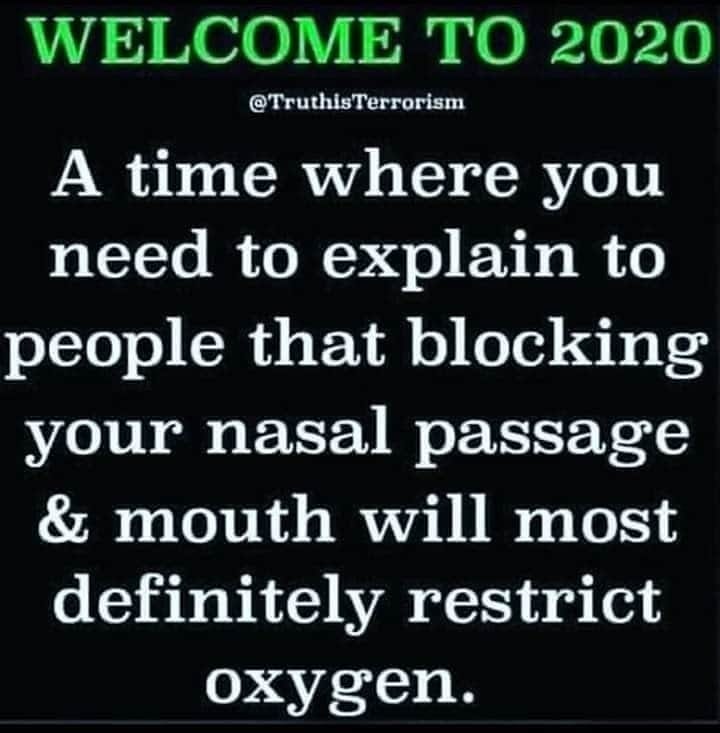 WELCOME TO 2020
@TruthisTerrorism
A time where you
need to explain to
people that blocking
your nasal passage
& mouth will most
definitely restrict
oxygen.